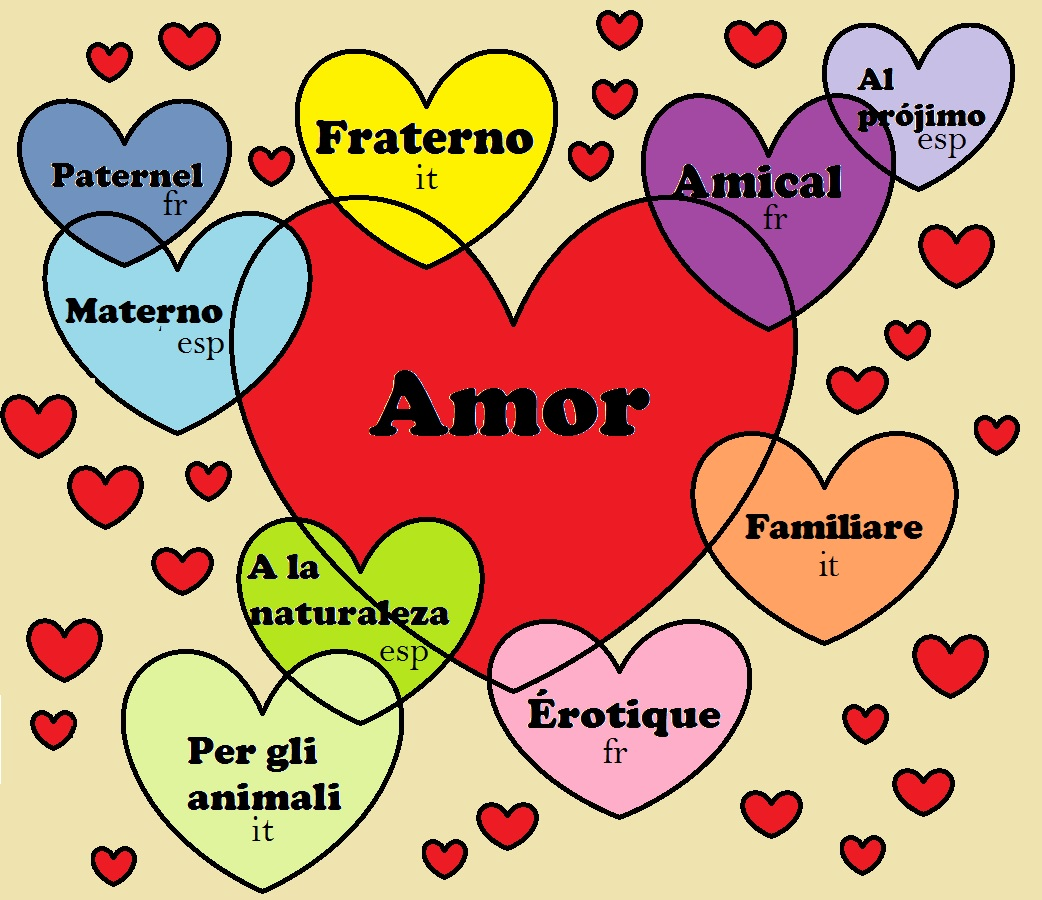 Al
prójimo
esp
Fraterno
it
Paternel
fr
Amical
fr
Materno
esp
Amor
Familiare
it
A la
naturaleza
esp
Érotique
fr
Per gli
animali
it